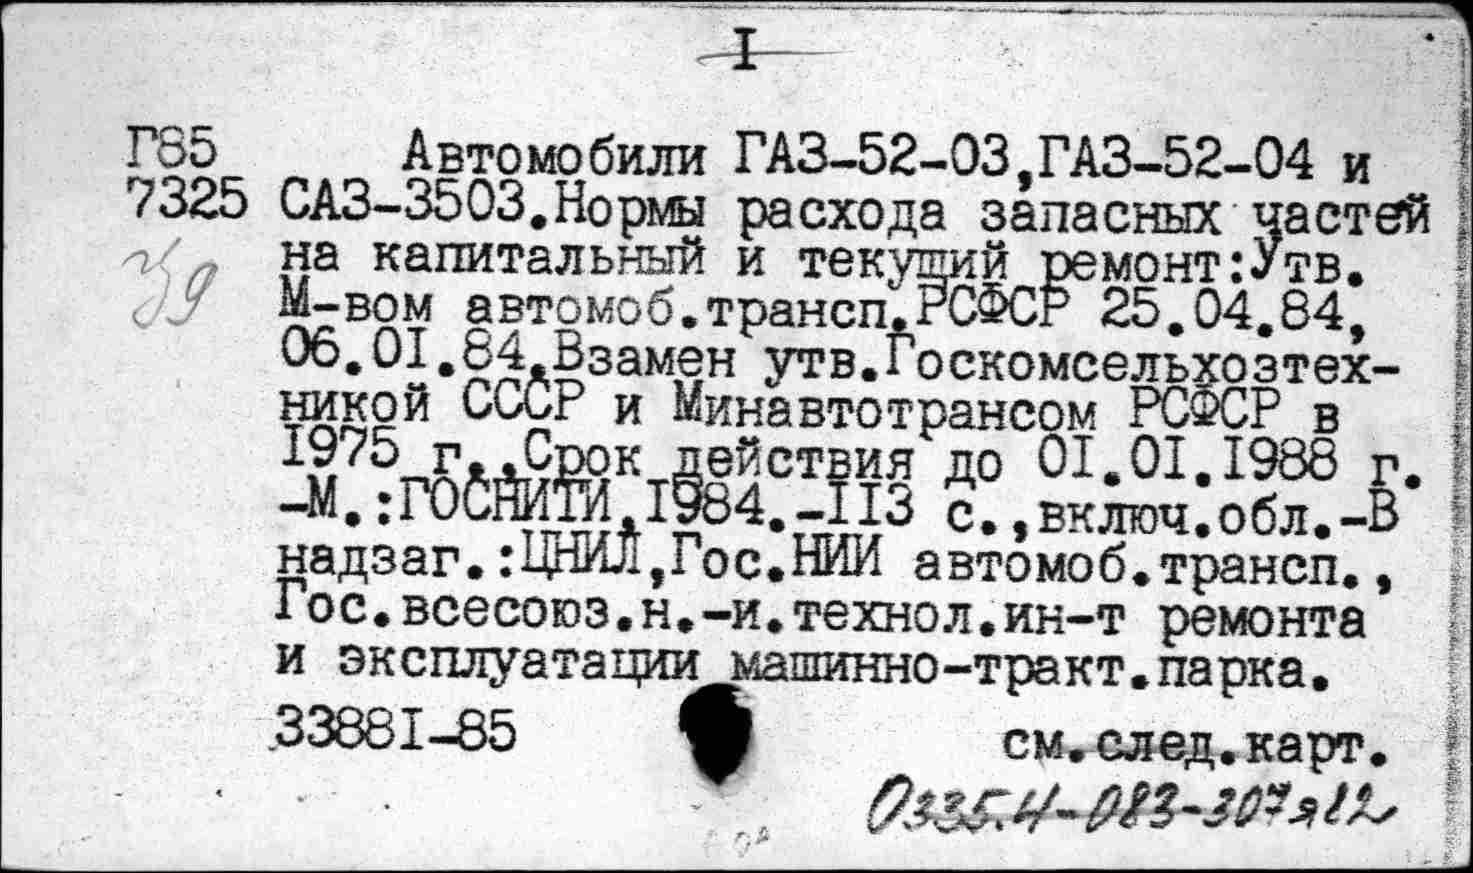 I
Г85 Автомобили ГАЗ-52-03,ГАЗ-52-04 и
7325 САЗ-3503.Нормы расхода запасных частей
на капитальный и текущий ремонт:Утв.
М-вом автомоб.трансп.РСФСР 25.04.84,
06.01.84.Взамен утв.Госкомсельхозтех-
никой СССР и Минавтотрансом РСФСР в
1975 г..Срок действия до 01.01.1988 г.
-М.:ГОСНИТИ,1984.-113 с.,включ.обл.-В
надзаг.:ЦНИЛ,Гос.НИИ автомоб.трансп.,
Гос.всесоюз.н.-и.технол.ин-т ремонта
и эксплуатации машинно-тракт.парка.
33881-85
см.след.карт.
О335.4-083-307я12